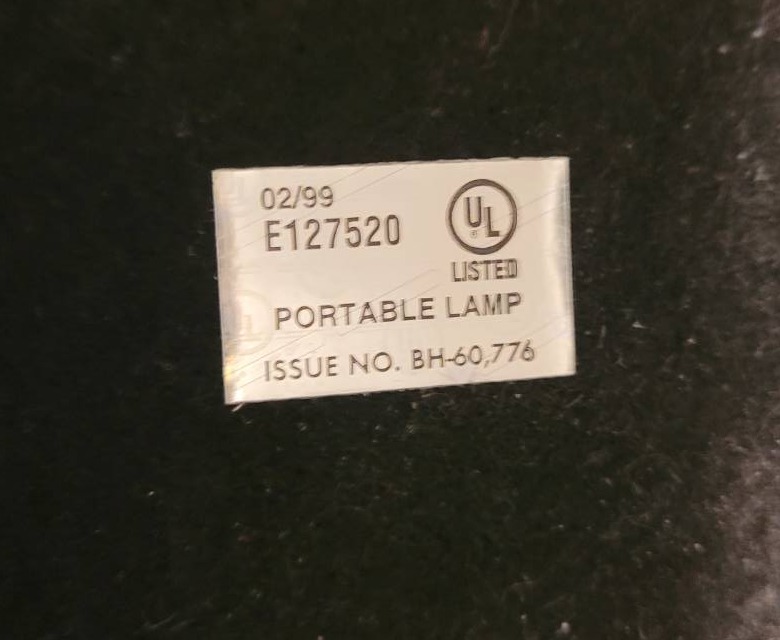 02/99
E127520
UL
LISTED
PORTABLE LAMP
ISSUE NO. BH-60,776